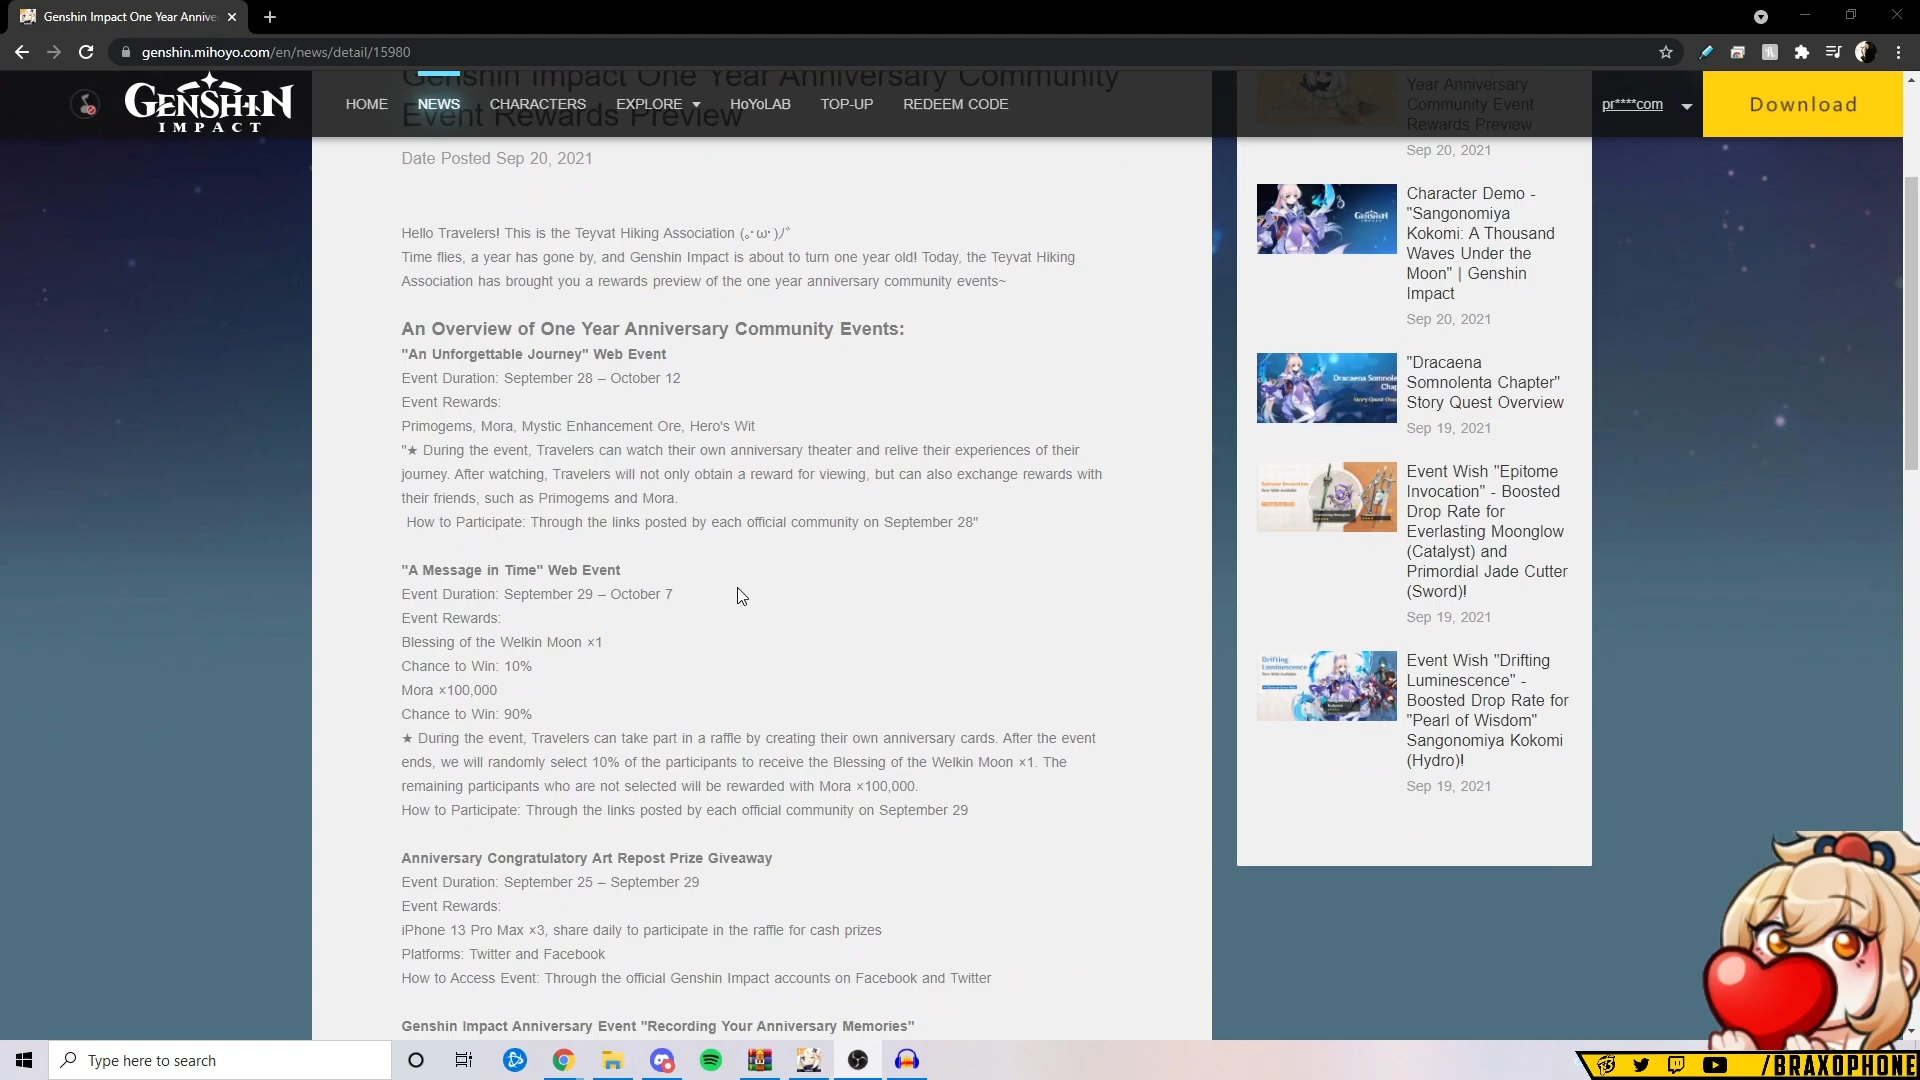 Genshin Impact One Year Annive
genshin.mihoyo.com/en/news/detail/15980
GENSHIN
IMPACT
HOME
NEWS
CHARACTERS
EXPLORE
HoYoLAB
TOP-UP
REDEEM CODE
pr****com
Download
Genshin Impact One Year Anniversary Community
Event Rewards Preview
Date Posted Sep 20, 2021
Hello Travelers! This is the Teyvat Hiking Association (｡･ω･)ﾉﾞ
Time flies, a year has gone by, and Genshin Impact is about to turn one year old! Today, the Teyvat Hiking
Association has brought you a rewards preview of the one year anniversary community events~
An Overview of One Year Anniversary Community Events:
"An Unforgettable Journey" Web Event
Event Duration: September 28 – October 12
Event Rewards:
Primogems, Mora, Mystic Enhancement Ore, Hero's Wit
"★ During the event, Travelers can watch their own anniversary theater and relive their experiences of their
journey. After watching, Travelers will not only obtain a reward for viewing, but can also exchange rewards with
their friends, such as Primogems and Mora.
How to Participate: Through the links posted by each official community on September 28"
"A Message in Time" Web Event
Event Duration: September 29 – October 7
Event Rewards:
Blessing of the Welkin Moon ×1
Chance to Win: 10%
Mora ×100,000
Chance to Win: 90%
★ During the event, Travelers can take part in a raffle by creating their own anniversary cards. After the event
ends, we will randomly select 10% of the participants to receive the Blessing of the Welkin Moon ×1. The
remaining participants who are not selected will be rewarded with Mora ×100,000.
How to Participate: Through the links posted by each official community on September 29
Anniversary Congratulatory Art Repost Prize Giveaway
Event Duration: September 25 – September 29
Event Rewards:
iPhone 13 Pro Max ×3, share daily to participate in the raffle for cash prizes
Platforms: Twitter and Facebook
How to Access Event: Through the official Genshin Impact accounts on Facebook and Twitter
Genshin Impact Anniversary Event "Recording Your Anniversary Memories"
Year Anniversary
Community Event
Rewards Preview
Sep 20, 2021
GENSHIN
Character Demo -
"Sangonomiya
Kokomi: A Thousand
Waves Under the
Moon" | Genshin
Impact
Sep 20, 2021
"Dracaena
Somnolenta Chapter"
Story Quest Overview
Sep 19, 2021
Epitome
Invocation
Event Wish "Epitome
Invocation" - Boosted
Drop Rate for
Everlasting Moonglow
(Catalyst) and
Primordial Jade Cutter
(Sword)!
Sep 19, 2021
Drifting
Luminescence
Event Wish "Drifting
Luminescence" -
Boosted Drop Rate for
"Pearl of Wisdom"
Sangonomiya Kokomi
(Hydro)!
Sep 19, 2021
Type here to search
/BRAXOPHONE